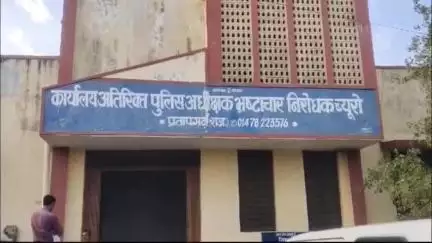 कार्यालय अतिरिक्त पुलिस अधीक्षक भ्रष्टाचार निरोधक ब्यूरो
प्रतापगढ़ (राज.) 01478 223576